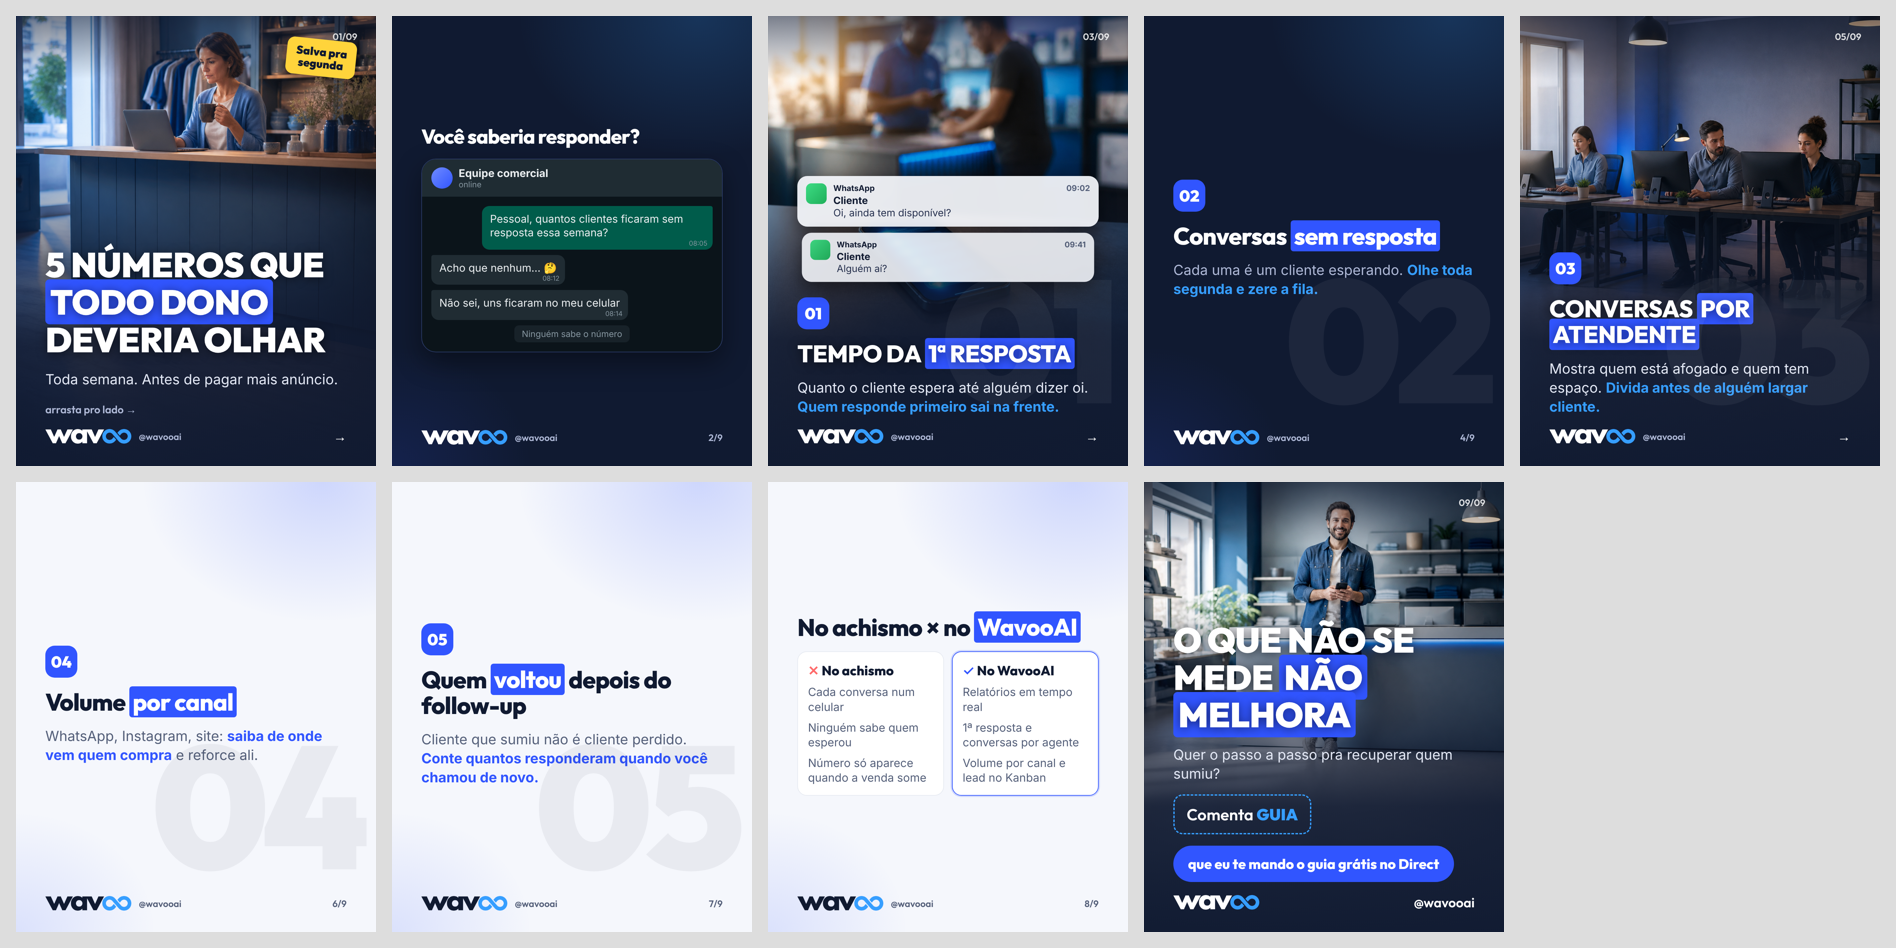 01/09
Salva pra
segunda
5 NÚMEROS QUE
TODO DONO
DEVERIA OLHAR
Toda semana. Antes de pagar mais anúncio.
arrasta pro lado →
wavoo @wavooai →
Você saberia responder?
Equipe comercial
online
Pessoal, quantos clientes ficaram sem
resposta essa semana?
08:05
Acho que nenhum... 🤔
08:12
Não sei, uns ficaram no meu celular
08:14
Ninguém sabe o número
wavoo @wavooai 2/9
03/09
WhatsApp 09:02
Cliente
Oi, ainda tem disponível?
WhatsApp 09:41
Cliente
Alguém aí?
01
01
TEMPO DA 1ª RESPOSTA
Quanto o cliente espera até alguém dizer oi.
Quem responde primeiro sai na frente.
wavoo @wavooai →
02
Conversas sem resposta
Cada uma é um cliente esperando. Olhe toda
segunda e zere a fila.
02
wavoo @wavooai 4/9
05/09
03
CONVERSAS POR
ATENDENTE
03
Mostra quem está afogado e quem tem
espaço. Divida antes de alguém largar
cliente.
wavoo @wavooai →
04
Volume por canal
WhatsApp, Instagram, site: saiba de onde
vem quem compra e reforce ali.
04
wavoo @wavooai 6/9
05
Quem voltou depois do
follow-up
Cliente que sumiu não é cliente perdido.
Conte quantos responderam quando você
chamou de novo.
05
wavoo @wavooai 7/9
No achismo × no WavooAI
✕ No achismo
Cada conversa num
celular
Ninguém sabe quem
esperou
Número só aparece
quando a venda some
✓ No WavooAI
Relatórios em tempo
real
1ª resposta e
conversas por agente
Volume por canal e
lead no Kanban
wavoo @wavooai 8/9
09/09
O QUE NÃO SE
MEDE NÃO
MELHORA
Quer o passo a passo pra recuperar quem
sumiu?
Comenta GUIA
que eu te mando o guia grátis no Direct
wavoo @wavooai